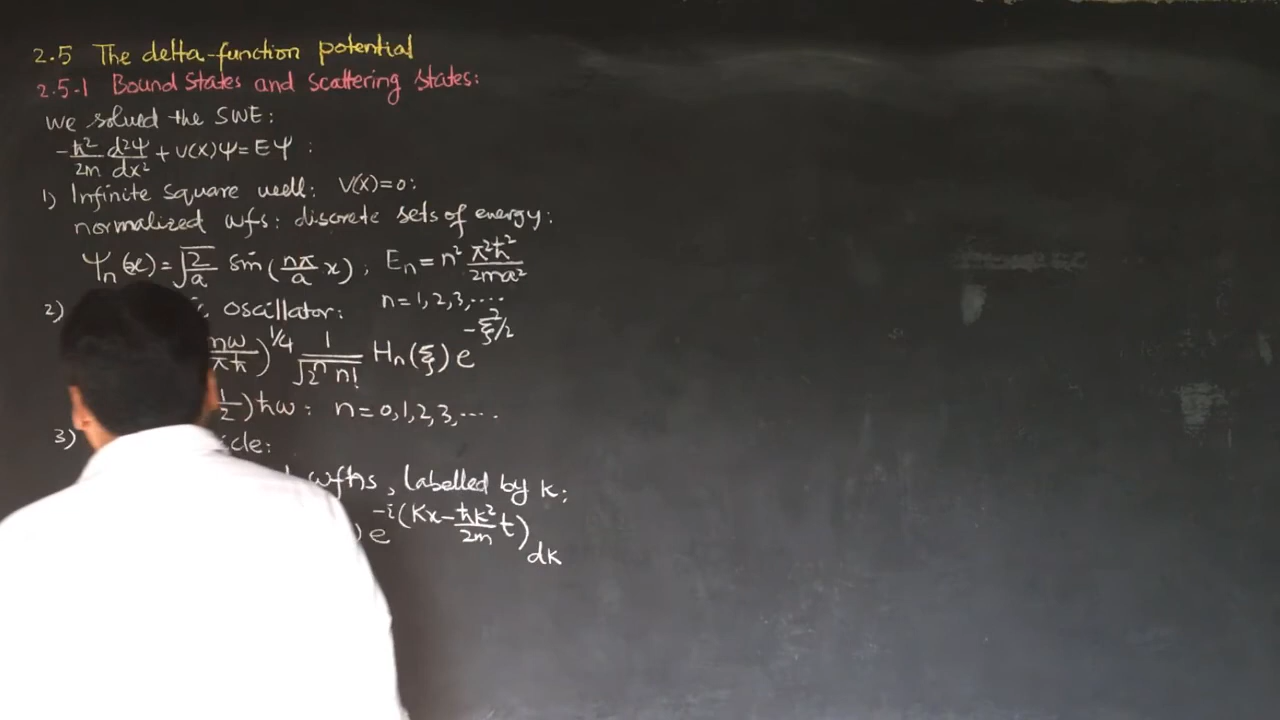 2.5 The delta-function potential
2.5.1 Bound states and scattering states:
We solved the SWE:
-ℏ²/2m d²Ψ/dx² + V(x)Ψ = EΨ :
1) Infinite square well: V(x)=0:
normalized wfs: discrete sets of energy:
Ψn(x) = √(2/a) sin(nπ/a x); En = n² π²ℏ²/2ma²
n = 1,2,3,....
2) oscillator:
)^1/4 1/√(2ⁿ n!) Hn(ξ) e^(-ξ²/2)
1/2)ℏω: n = 0,1,2,3,....
3)
wfns, labelled by k;
) e^(-i(Kx - ℏk²/2m t)) dk